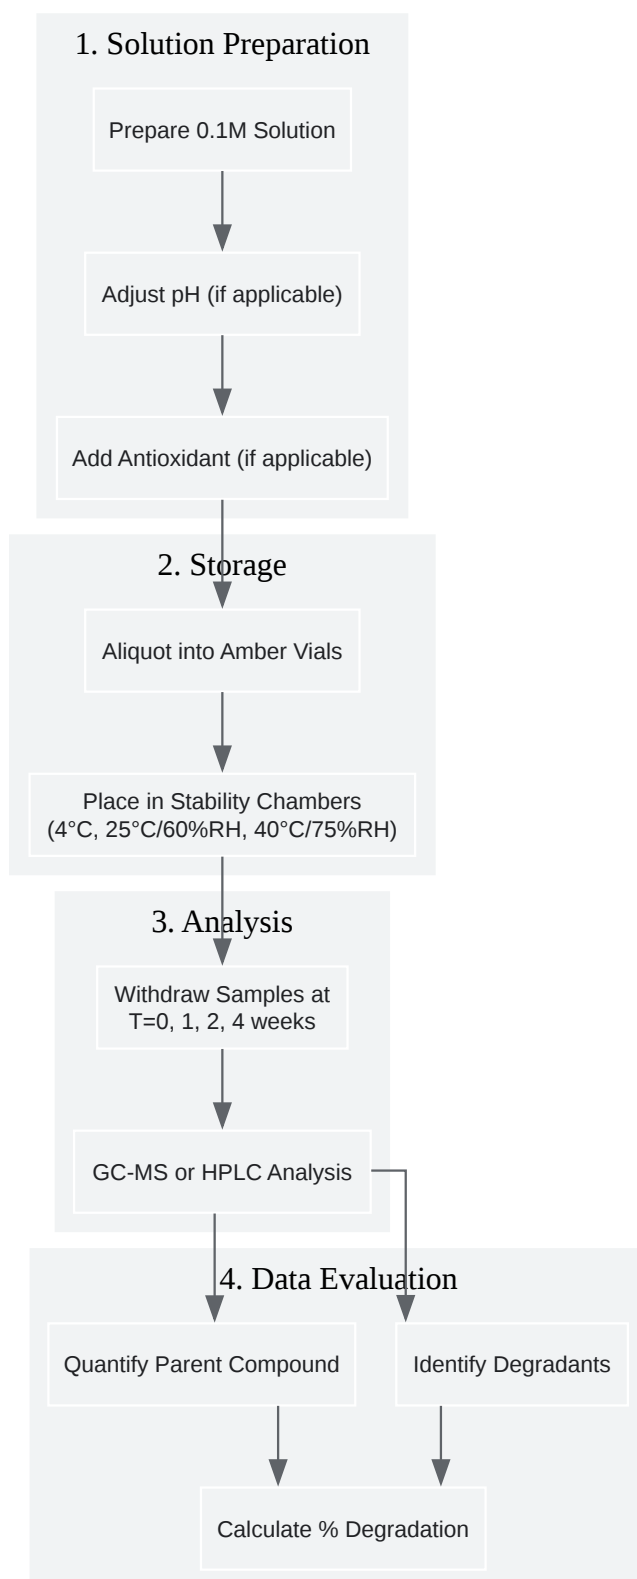 1. Solution Preparation
Prepare 0.1M Solution
Adjust pH (if applicable)
Add Antioxidant (if applicable)
2. Storage
Aliquot into Amber Vials
Place in Stability Chambers
(4°C, 25°C/60%RH, 40°C/75%RH)
3. Analysis
Withdraw Samples at
T=0, 1, 2, 4 weeks
GC-MS or HPLC Analysis
4. Data Evaluation
Quantify Parent Compound
Identify Degradants
Calculate % Degradation